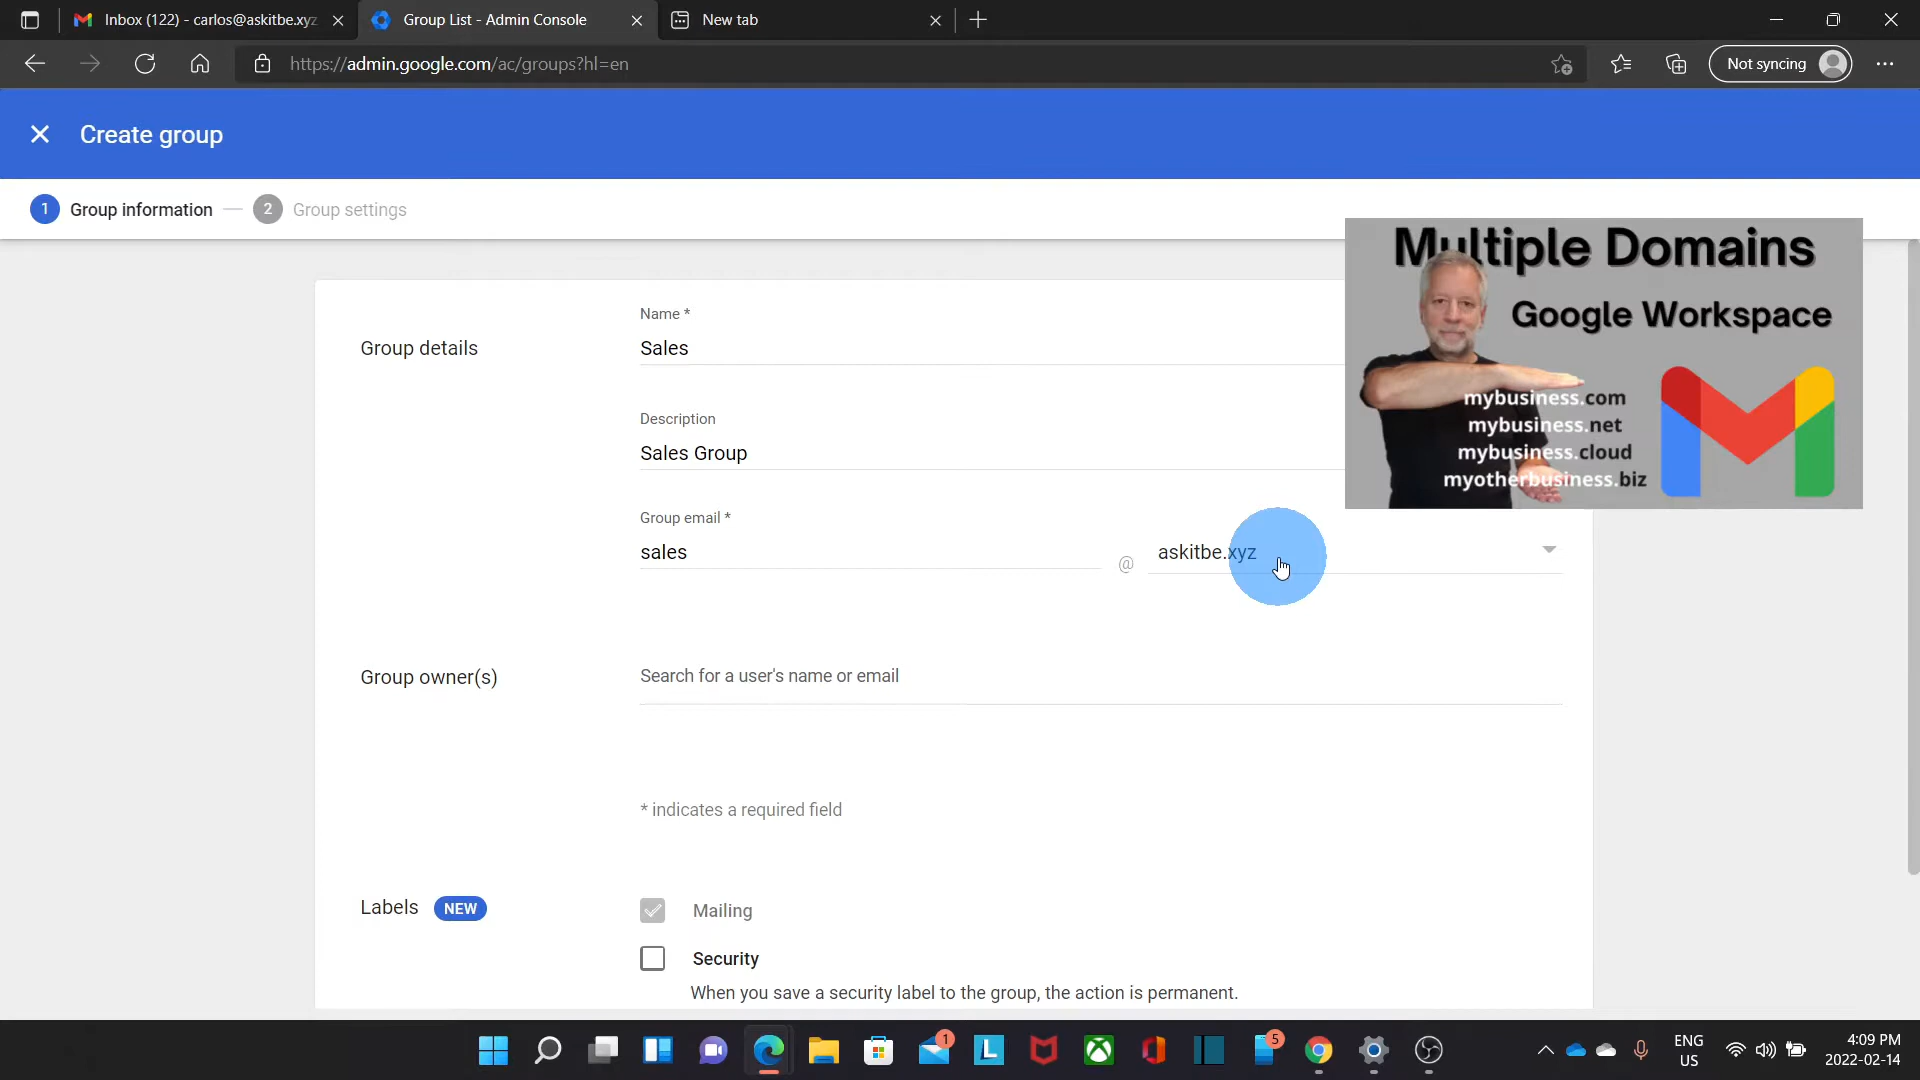 Inbox (122) - carlos@askitbe.xyz
Group List - Admin Console
New tab
https://admin.google.com/ac/groups?hl=en
Not syncing
Create group
1 Group information
2 Group settings
Multiple Domains
Google Workspace
mybusiness.com
mybusiness.net
mybusiness.cloud
myotherbusiness.biz
Group details
Name *
Sales
Description
Sales Group
Group email *
sales
@
askitbe.xyz
Group owner(s)
Search for a user's name or email
* indicates a required field
Labels NEW
Mailing
Security
When you save a security label to the group, the action is permanent.
1
L
5
ENG
US
4:09 PM
2022-02-14